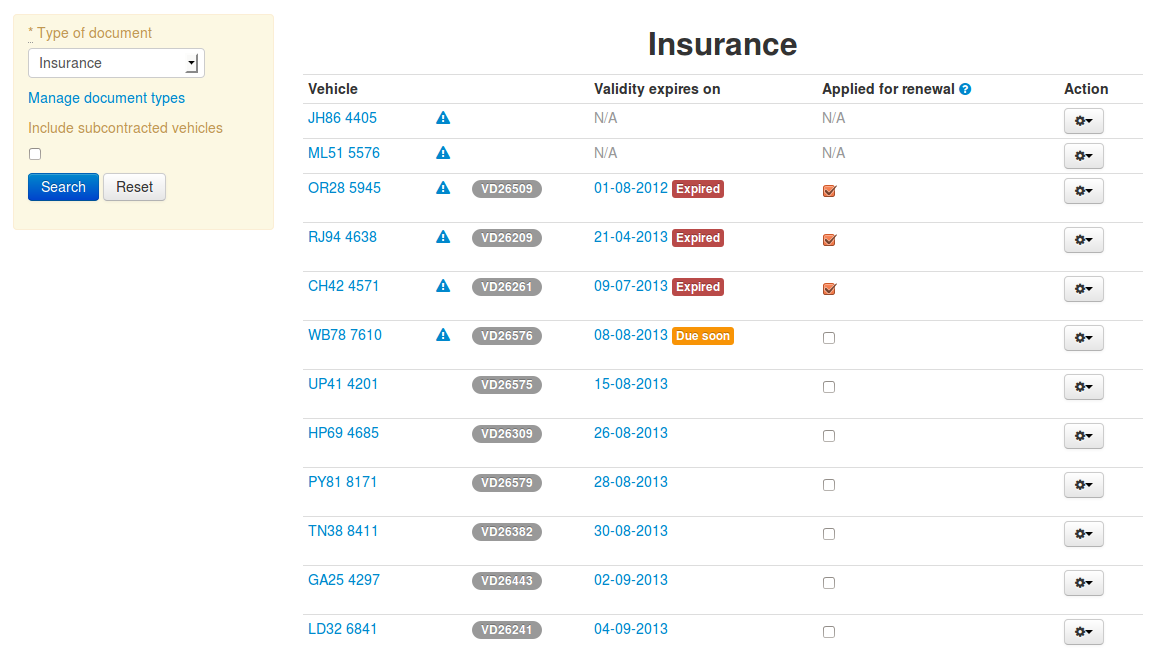 * Type of document
Insurance
Manage document types
Include subcontracted vehicles
Search Reset
Insurance
Vehicle Validity expires on Applied for renewal ? Action
JH86 4405 N/A N/A
ML51 5576 N/A N/A
OR28 5945 VD26509 01-08-2012 Expired
RJ94 4638 VD26209 21-04-2013 Expired
CH42 4571 VD26261 09-07-2013 Expired
WB78 7610 VD26576 08-08-2013 Due soon
UP41 4201 VD26575 15-08-2013
HP69 4685 VD26309 26-08-2013
PY81 8171 VD26579 28-08-2013
TN38 8411 VD26382 30-08-2013
GA25 4297 VD26443 02-09-2013
LD32 6841 VD26241 04-09-2013